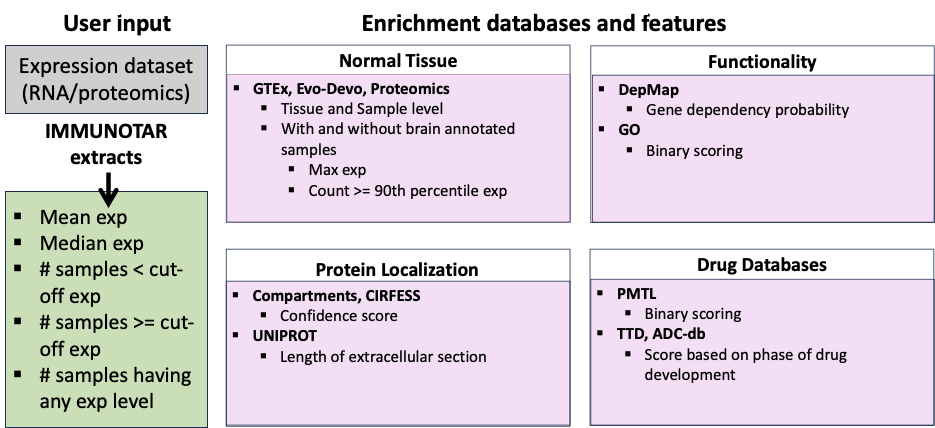 User input
Expression dataset
(RNA/proteomics)
IMMUNOTAR
extracts
▪ Mean exp
▪ Median exp
▪ # samples < cut-
off exp
▪ # samples >= cut-
off exp
▪ # samples having
any exp level
Enrichment databases and features
Normal Tissue
▪ GTEx, Evo-Devo, Proteomics
▪ Tissue and Sample level
▪ With and without brain annotated
samples
▪ Max exp
▪ Count >= 90th percentile exp
Functionality
▪ DepMap
▪ Gene dependency probability
▪ GO
▪ Binary scoring
Protein Localization
▪ Compartments, CIRFESS
▪ Confidence score
▪ UNIPROT
▪ Length of extracellular section
Drug Databases
▪ PMTL
▪ Binary scoring
▪ TTD, ADC-db
▪ Score based on phase of drug
development